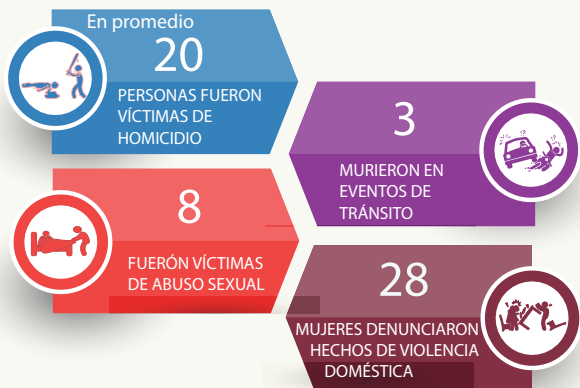 En promedio
20
PERSONAS FUERON
VÍCTIMAS DE
HOMICIDIO
3
MURIERON EN
EVENTOS DE
TRÁNSITO
8
FUERÓN VÍCTIMAS
DE ABUSO SEXUAL
28
MUJERES DENUNCIARON
HECHOS DE VIOLENCIA
DOMÉSTICA